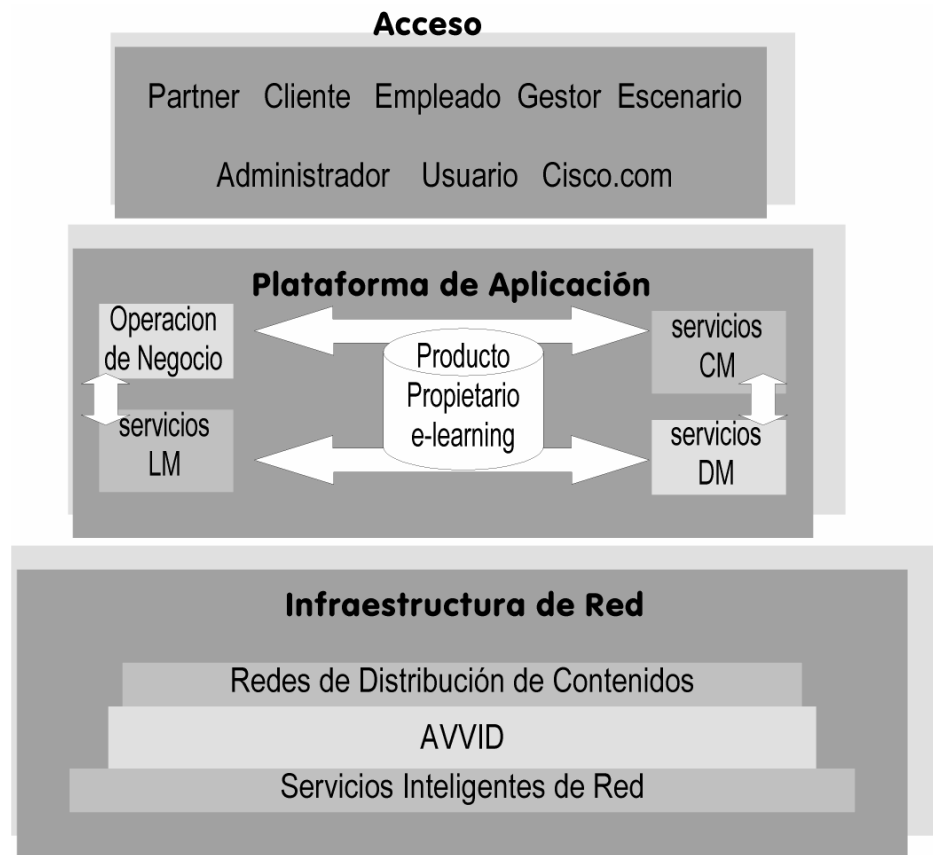 Acceso
Partner Cliente Empleado Gestor Escenario
Administrador Usuario Cisco.com
Plataforma de Aplicación
Operacion
de Negocio
servicios
LM
Producto
Propietario
e-learning
servicios
CM
servicios
DM
Infraestructura de Red
Redes de Distribución de Contenidos
AVVID
Servicios Inteligentes de Red